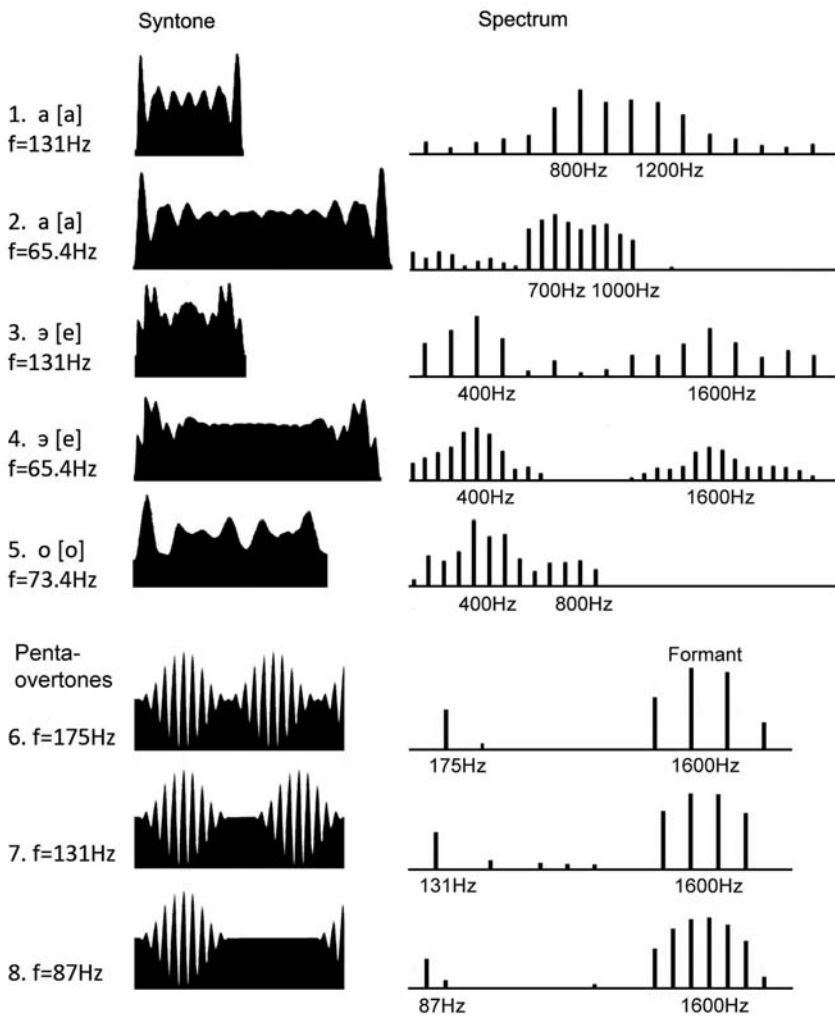 Syntone Spectrum
1. a [a]
f=131Hz
800Hz 1200Hz
2. a [a]
f=65.4Hz
700Hz 1000Hz
3. э [e]
f=131Hz
400Hz 1600Hz
4. э [e]
f=65.4Hz
400Hz 1600Hz
5. o [o]
f=73.4Hz
400Hz 800Hz
Penta-
overtones
Formant
6. f=175Hz
175Hz 1600Hz
7. f=131Hz
131Hz 1600Hz
8. f=87Hz
87Hz 1600Hz